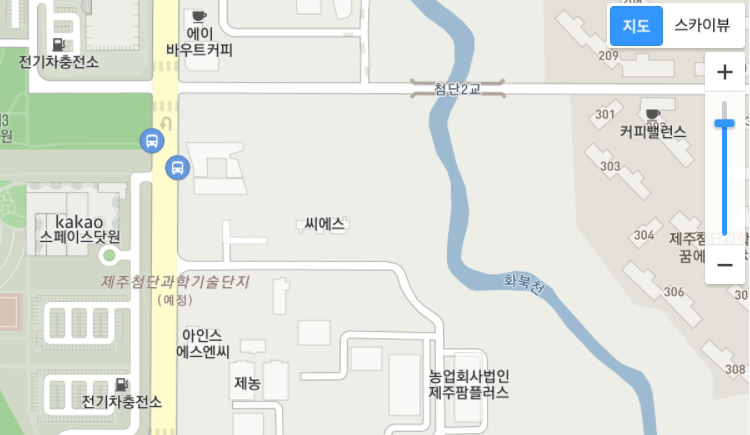 지도
스카이뷰
에이
바우트커피
전기차충전소
209
첨단2교
301
커피밸런스
303
kakao
스페이스닷원
씨에스
304
제주첨단과학
꿈에
제주첨단과학기술단지
(예정)
화북천
306
아인스
에스엔씨
308
제농
농업회사법인
제주팜플러스
전기차충전소